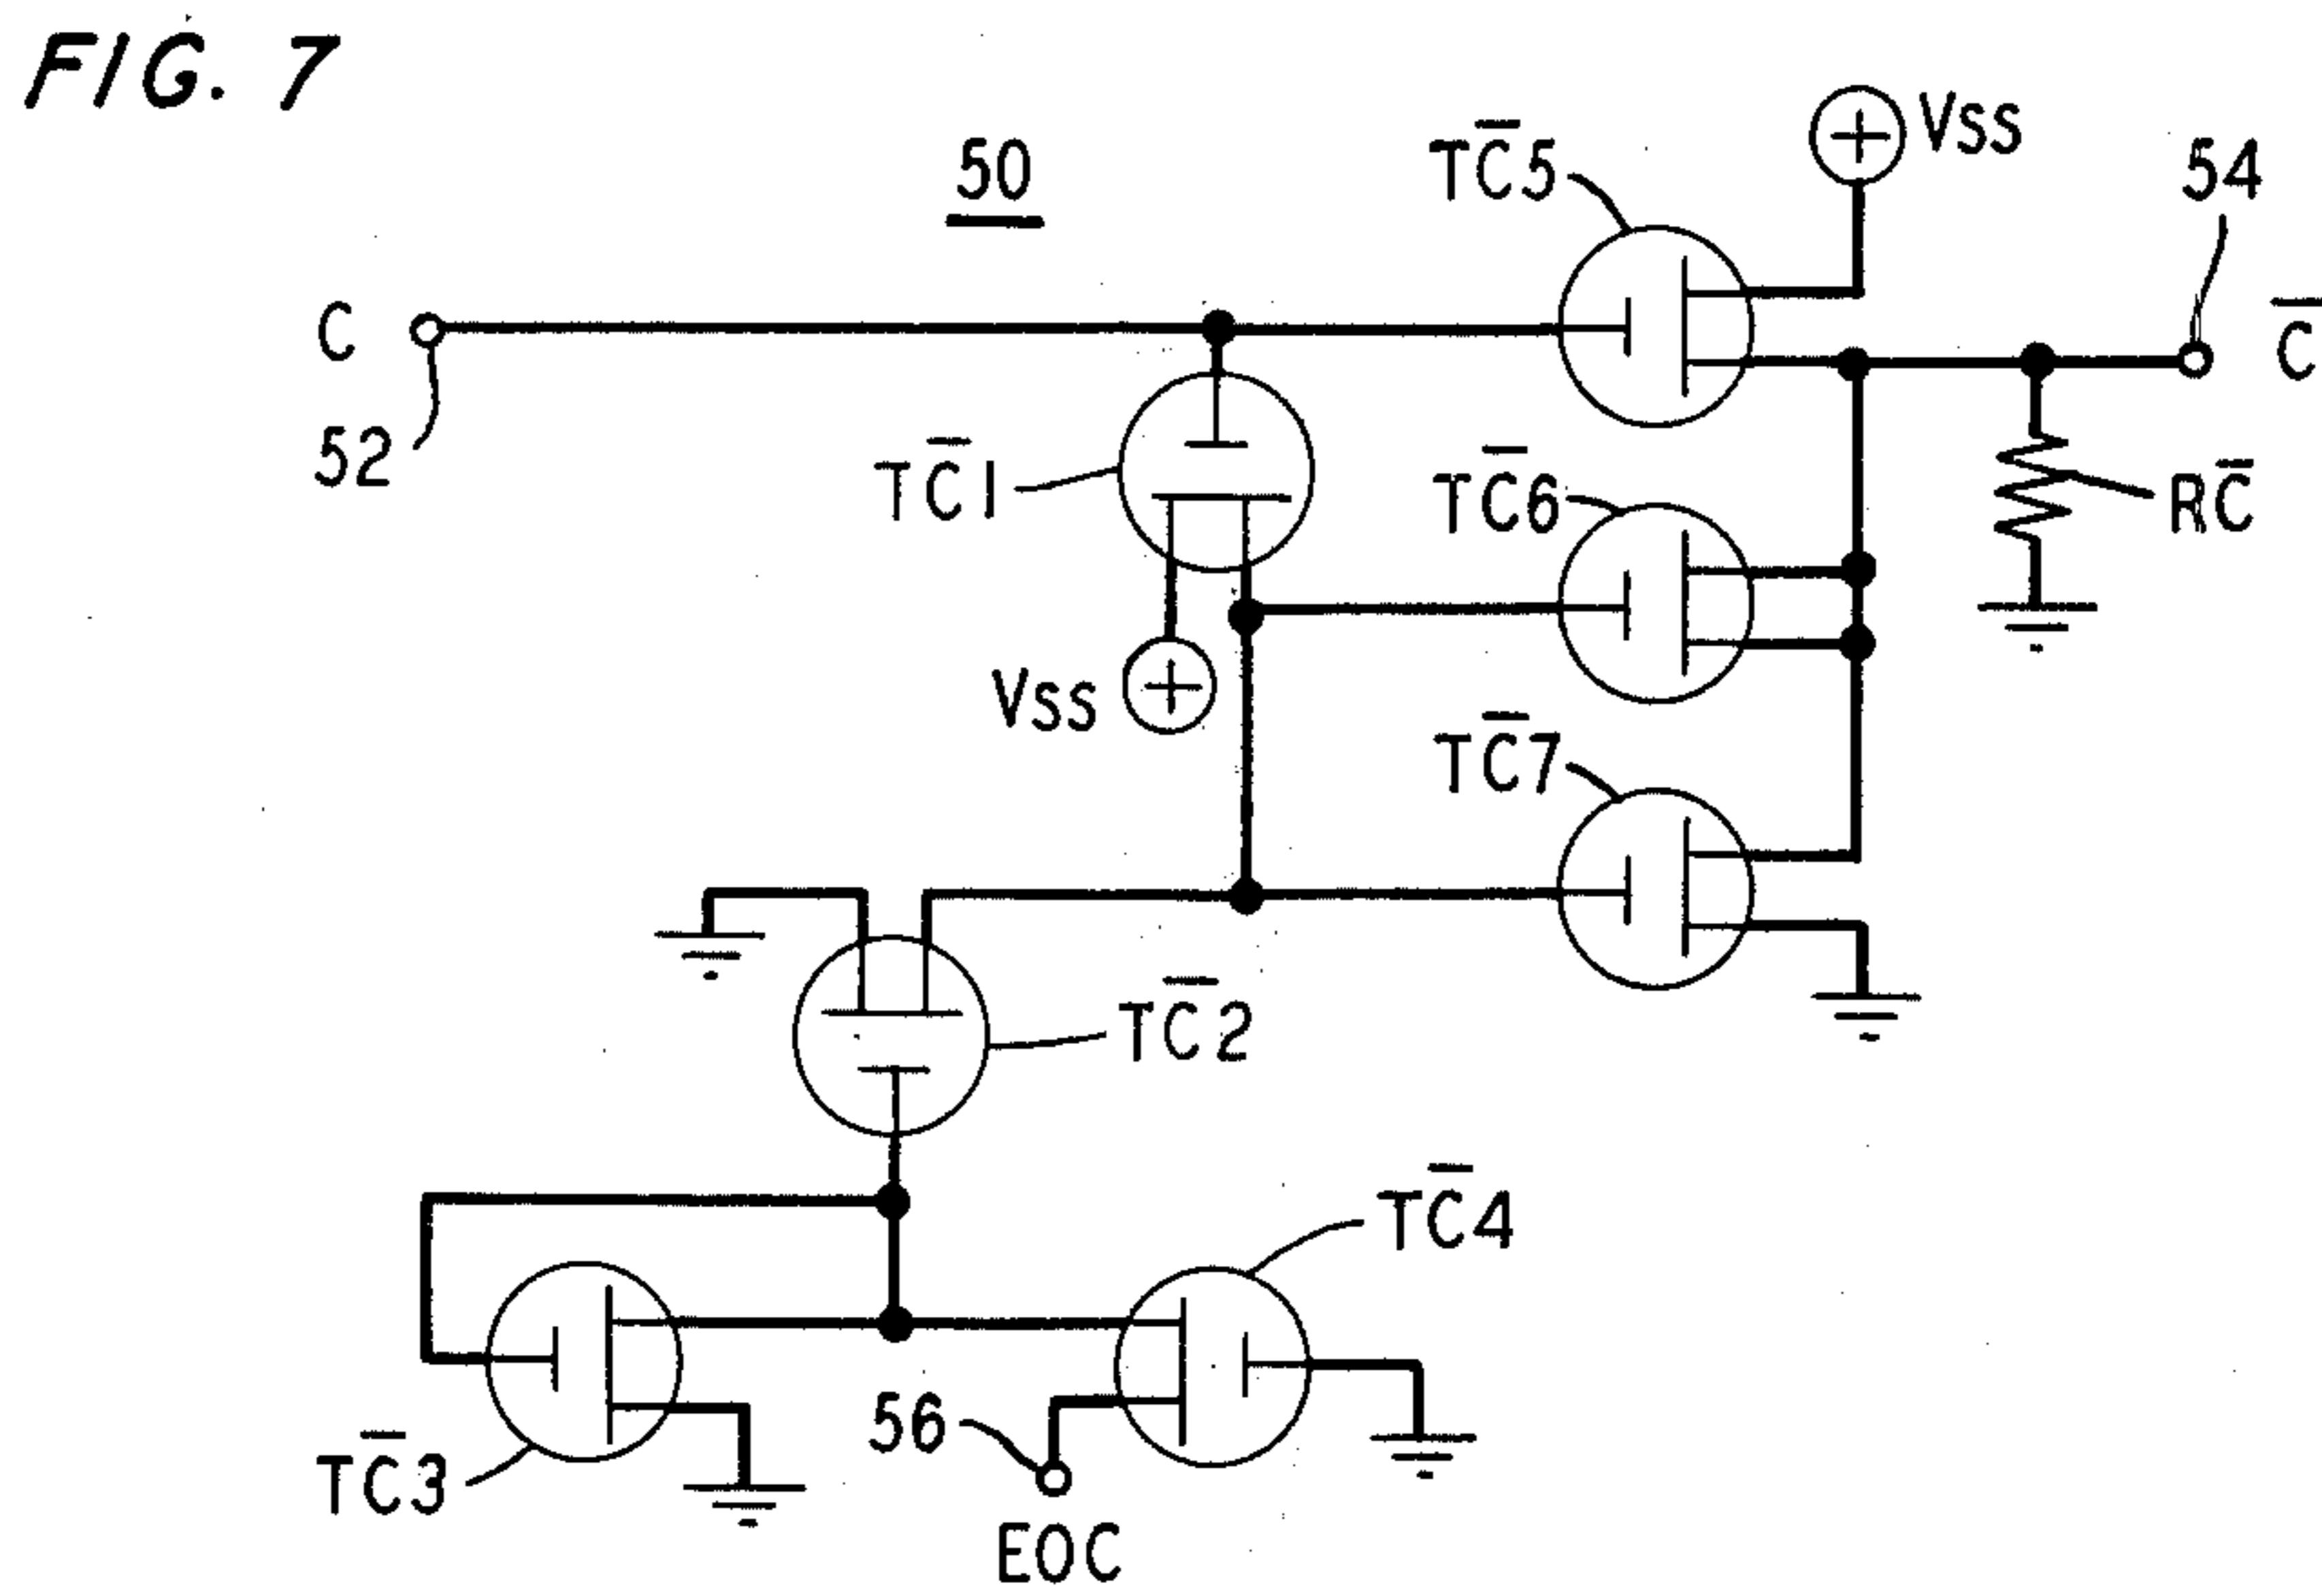 FIG. 7
50
TC̅5
VSS
54
C
C̅
52
TC̅1
TC̅6
RC̅
VSS
TC̅7
TC̅2
TC̅4
56
TC̅3
EOC